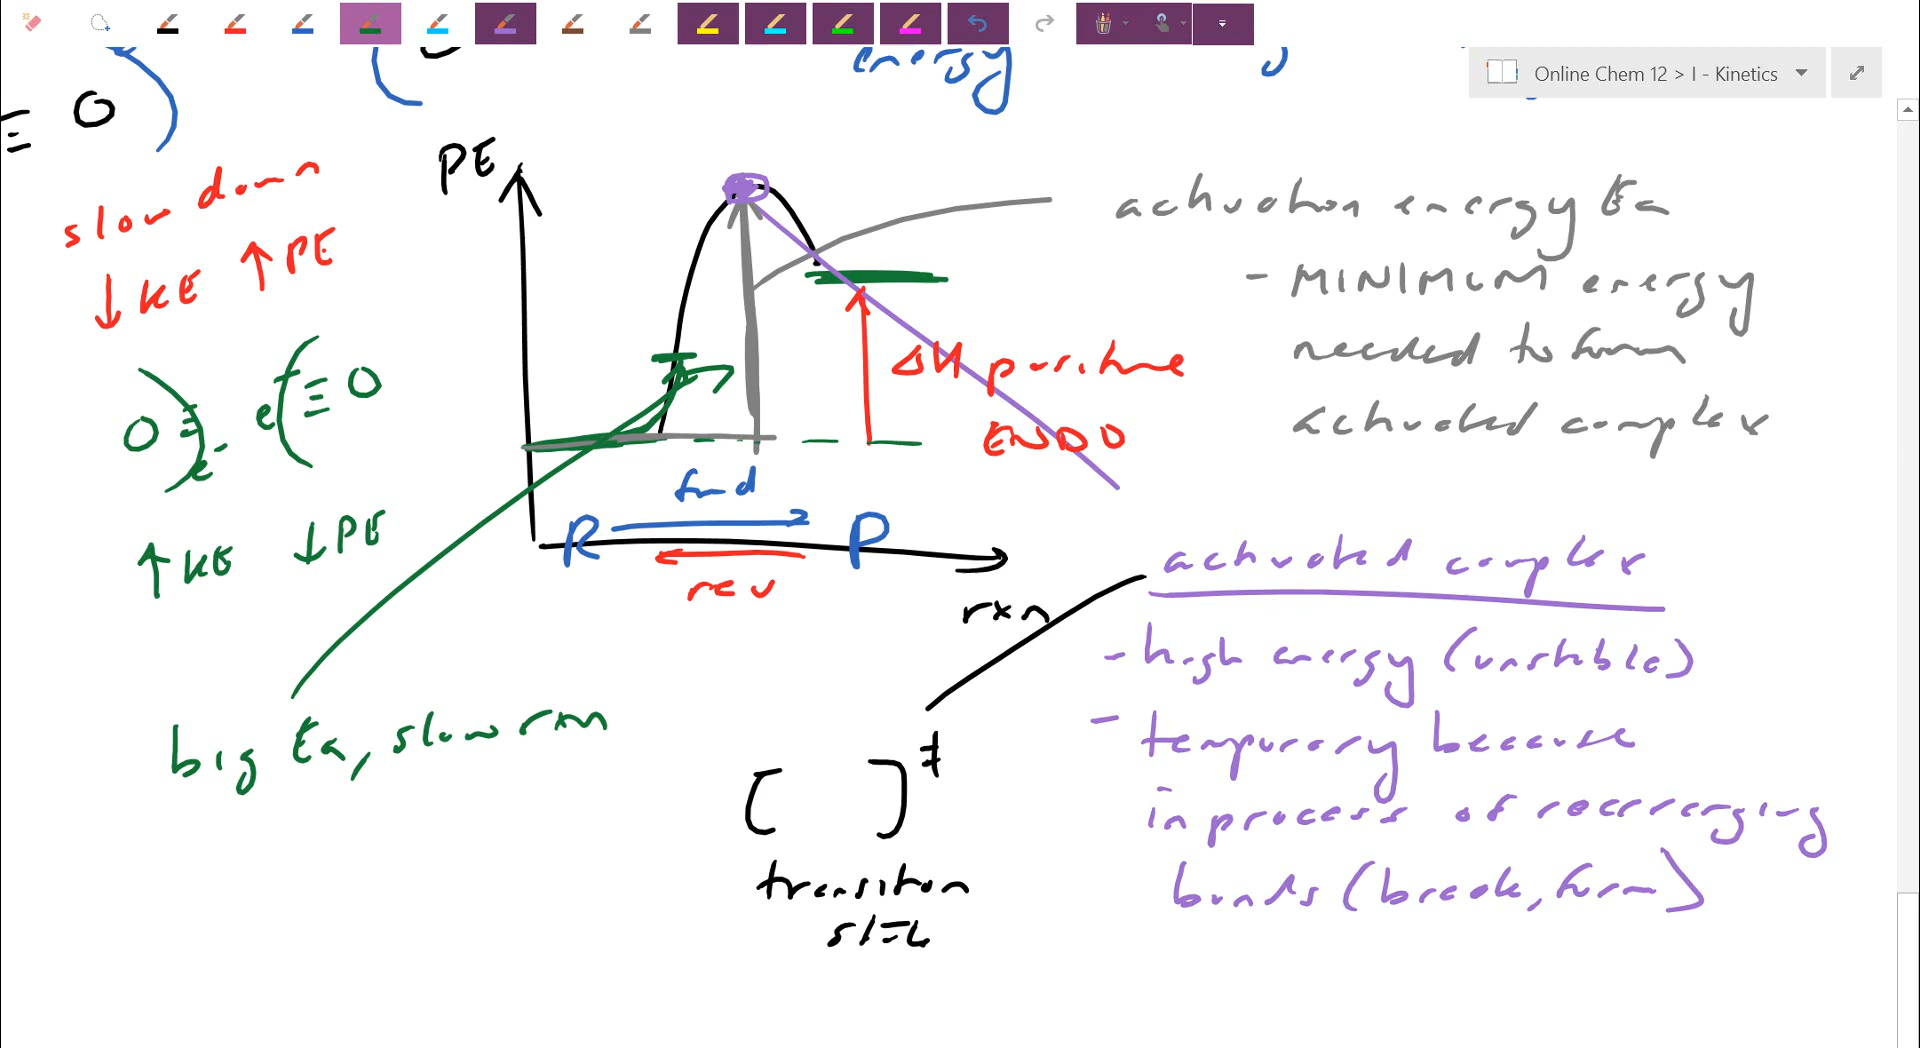 Online Chem 12 > I - Kinetics
energy
≡ O
PE
slow down
↓ KE ↑ PE
activation energy Ea
- MINIMUM energy
needed to form
activated complex
ΔH positive
ENDO
O ≡ e- e ≡ O
↑ KE ↓ PE
fwd
R P
rev
rxn
big Ea, slow rxn
activated complex
- high energy (unstable)
- temporary because
in process of rearranging
bonds (break, form)
[ ]‡
transition
state